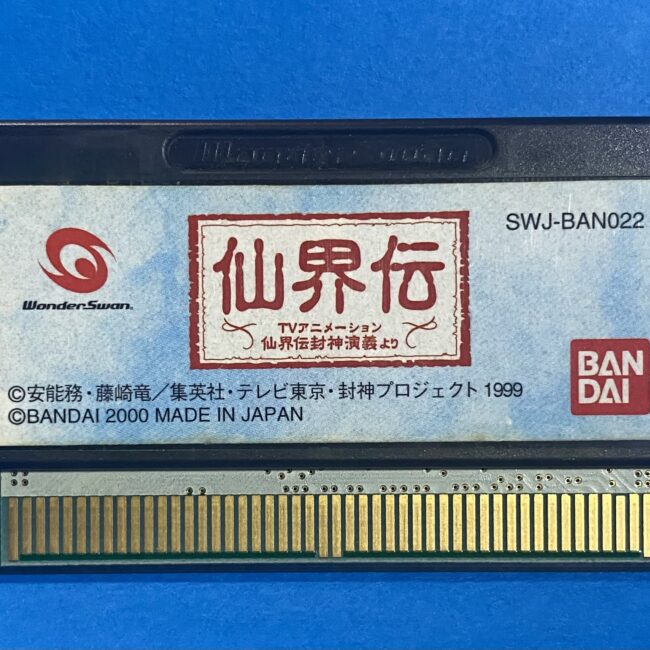 WonderSwan
SWJ-BAN022
WonderSwan.
仙界伝
TVアニメーション
仙界伝封神演義より
BAN
DAI
©安能務・藤崎竜／集英社・テレビ東京・封神プロジェクト 1999
©BANDAI 2000 MADE IN JAPAN